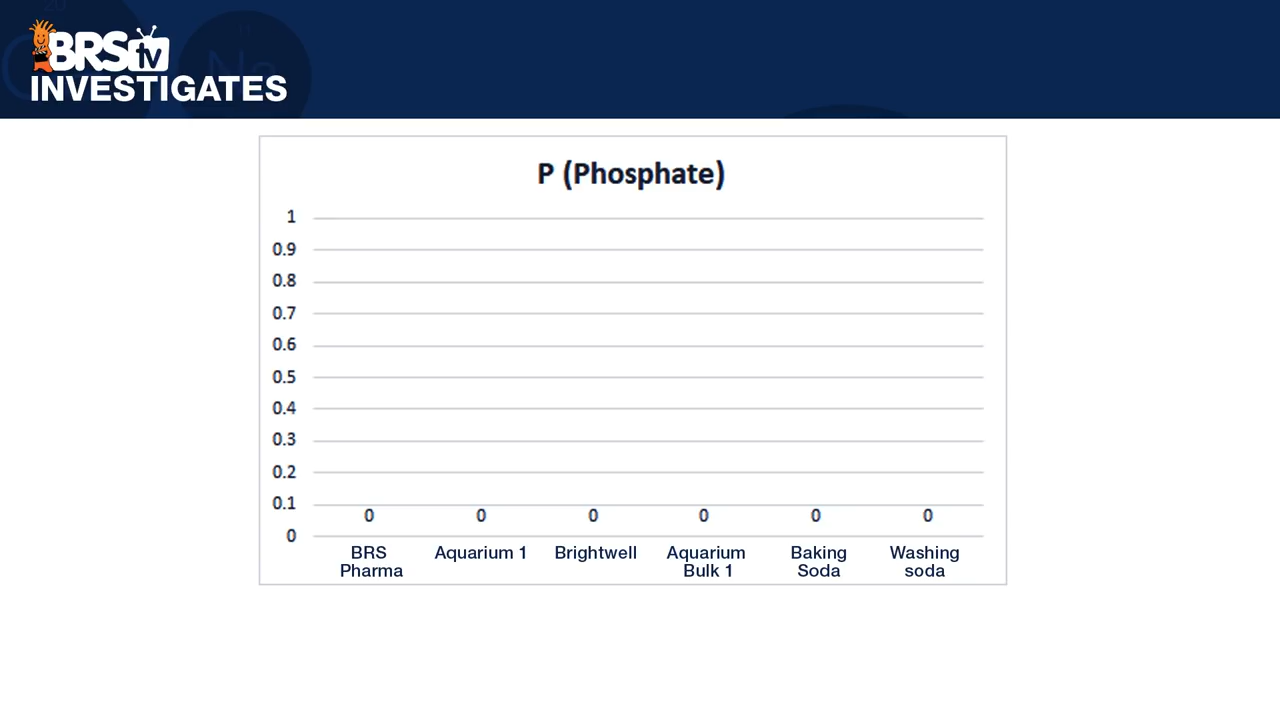 BRStv
INVESTIGATES
P (Phosphate)
1
0.9
0.8
0.7
0.6
0.5
0.4
0.3
0.2
0.1
0
0 0 0 0 0 0
BRS Pharma
Aquarium 1
Brightwell
Aquarium Bulk 1
Baking Soda
Washing soda